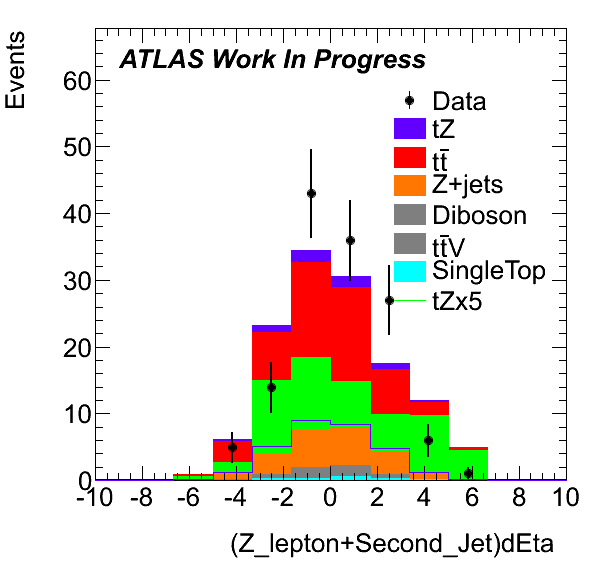 Events
ATLAS Work In Progress
60
50
40
30
20
10
0
Data
tZ
tt̄
Z+jets
Diboson
tt̄V
SingleTop
tZx5
-10 -8 -6 -4 -2 0 2 4 6 8 10
(Z_lepton+Second_Jet)dEta